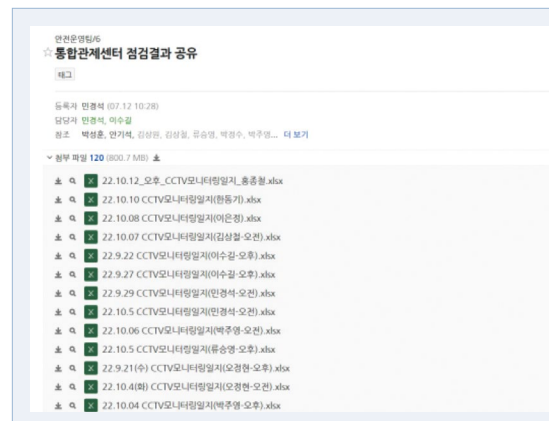 안전운영팀/6
통합관제센터 점검결과 공유
태그
등록자 민경석 (07.12 10:28)
담당자 민경석, 이수길
참조 박성훈, 안기석, 김상원, 김상철, 류승영, 박경수, 박주영... 더 보기
첨부 파일 120 (800.7 MB)
22.10.12_오후_CCTV모니터링일지_홍종철.xlsx
22.10.10 CCTV모니터링일지(한동기).xlsx
22.10.08 CCTV모니터링일지(이은정).xlsx
22.10.07 CCTV모니터링일지(김상철-오전).xlsx
22.9.22 CCTV모니터링일지(이수길-오후).xlsx
22.9.27 CCTV모니터링일지(이수길-오후).xlsx
22.9.29 CCTV모니터링일지(민경석-오전).xlsx
22.10.5 CCTV모니터링일지(민경석-오전).xlsx
22.10.06 CCTV모니터링일지(박주영-오전).xlsx
22.10.5 CCTV모니터링일지(류승영-오후).xlsx
22.9.21(수) CCTV모니터링일지(오경현-오후).xlsx
22.10.4(화) CCTV모니터링일지(오경현-오전).xlsx
22.10.04 CCTV모니터링일지(박주영-오후).xlsx